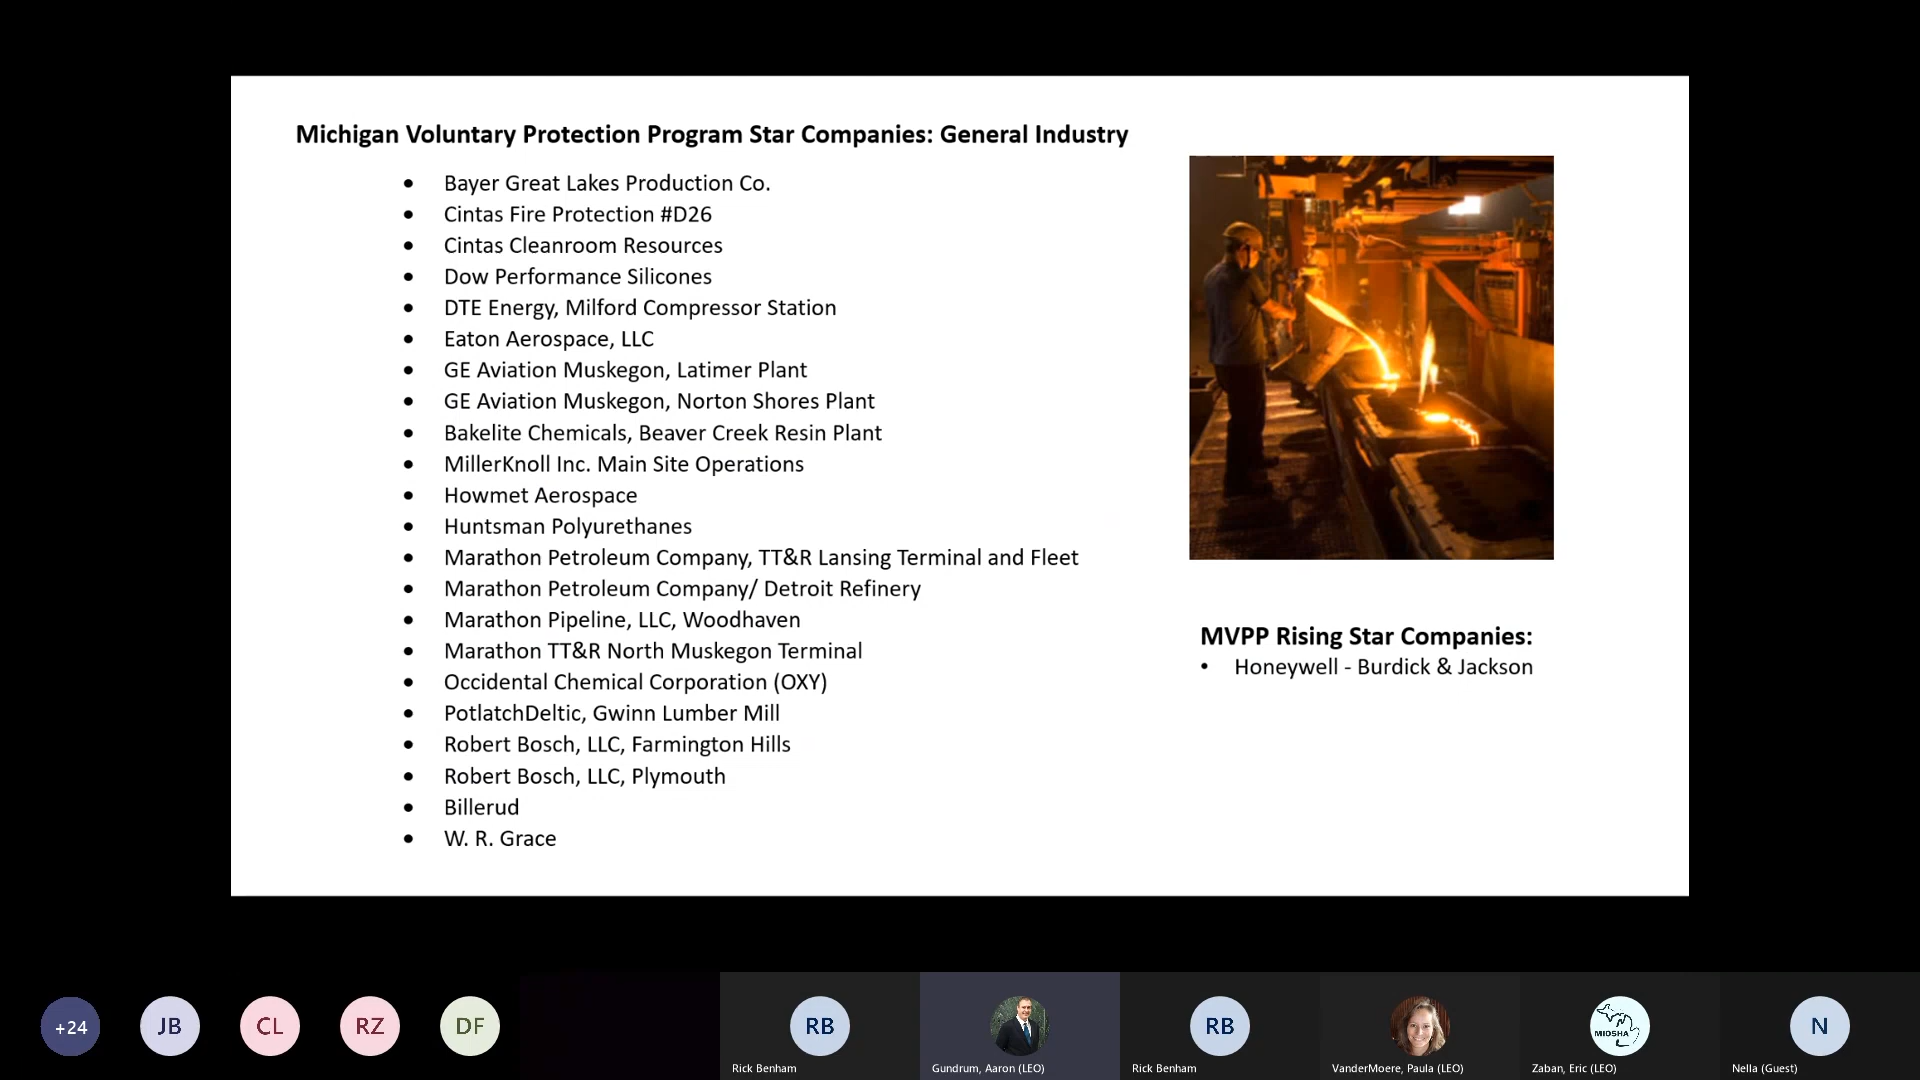 Michigan Voluntary Protection Program Star Companies: General Industry
• Bayer Great Lakes Production Co.
• Cintas Fire Protection #D26
• Cintas Cleanroom Resources
• Dow Performance Silicones
• DTE Energy, Milford Compressor Station
• Eaton Aerospace, LLC
• GE Aviation Muskegon, Latimer Plant
• GE Aviation Muskegon, Norton Shores Plant
• Bakelite Chemicals, Beaver Creek Resin Plant
• MillerKnoll Inc. Main Site Operations
• Howmet Aerospace
• Huntsman Polyurethanes
• Marathon Petroleum Company, TT&R Lansing Terminal and Fleet
• Marathon Petroleum Company/ Detroit Refinery
• Marathon Pipeline, LLC, Woodhaven
• Marathon TT&R North Muskegon Terminal
• Occidental Chemical Corporation (OXY)
• PotlatchDeltic, Gwinn Lumber Mill
• Robert Bosch, LLC, Farmington Hills
• Robert Bosch, LLC, Plymouth
• Billerud
• W. R. Grace
MVPP Rising Star Companies:
• Honeywell - Burdick & Jackson
+24
JB
CL
RZ
DF
RB
Rick Benham
Gundrum, Aaron (LEO)
RB
Rick Benham
VanderMoere, Paula (LEO)
MIOSHA
Zaban, Eric (LEO)
N
Nella (Guest)